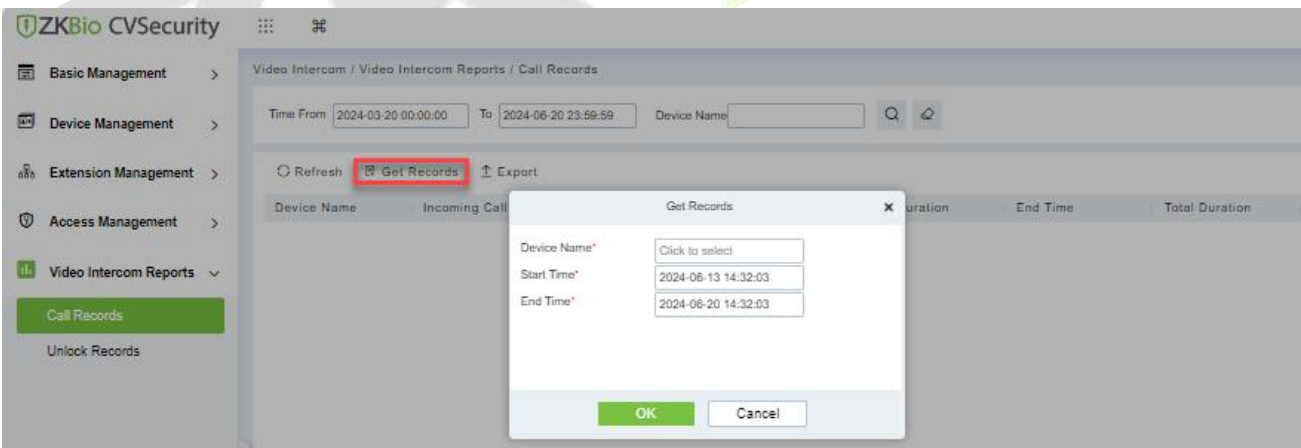 ZKBio CVSecurity
Basic Management
Device Management
Extension Management
Access Management
Video Intercom Reports
Call Records
Unlock Records
Video Intercom / Video Intercom Reports / Call Records
Time From 2024-03-20 00:00:00 To 2024-06-20 23:59:59 Device Name
Refresh Get Records Export
Device Name Incoming Call uration End Time Total Duration
Get Records
Device Name* Click to select
Start Time* 2024-06-13 14:32:03
End Time* 2024-06-20 14:32:03
OK Cancel